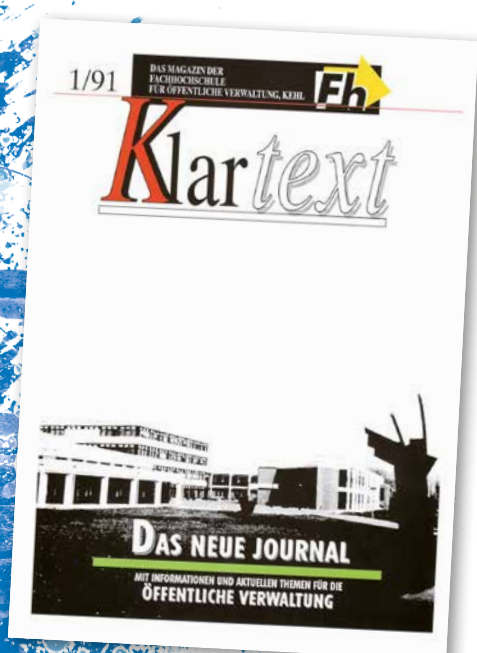 1/91
DAS MAGAZIN DER
FACHHOCHSCHULE
FÜR ÖFFENTLICHE VERWALTUNG, KEHL
Fh
Klartext
DAS NEUE JOURNAL
MIT INFORMATIONEN UND AKTUELLEN THEMEN FÜR DIE
ÖFFENTLICHE VERWALTUNG